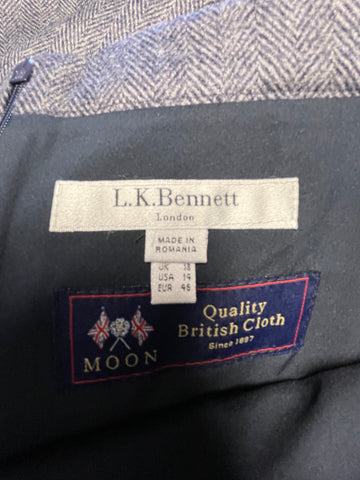 L.K.Bennett
London
MADE IN
ROMANIA
UK 18
USA 14
EUR 46
MOON
Quality
British Cloth
Since 1837